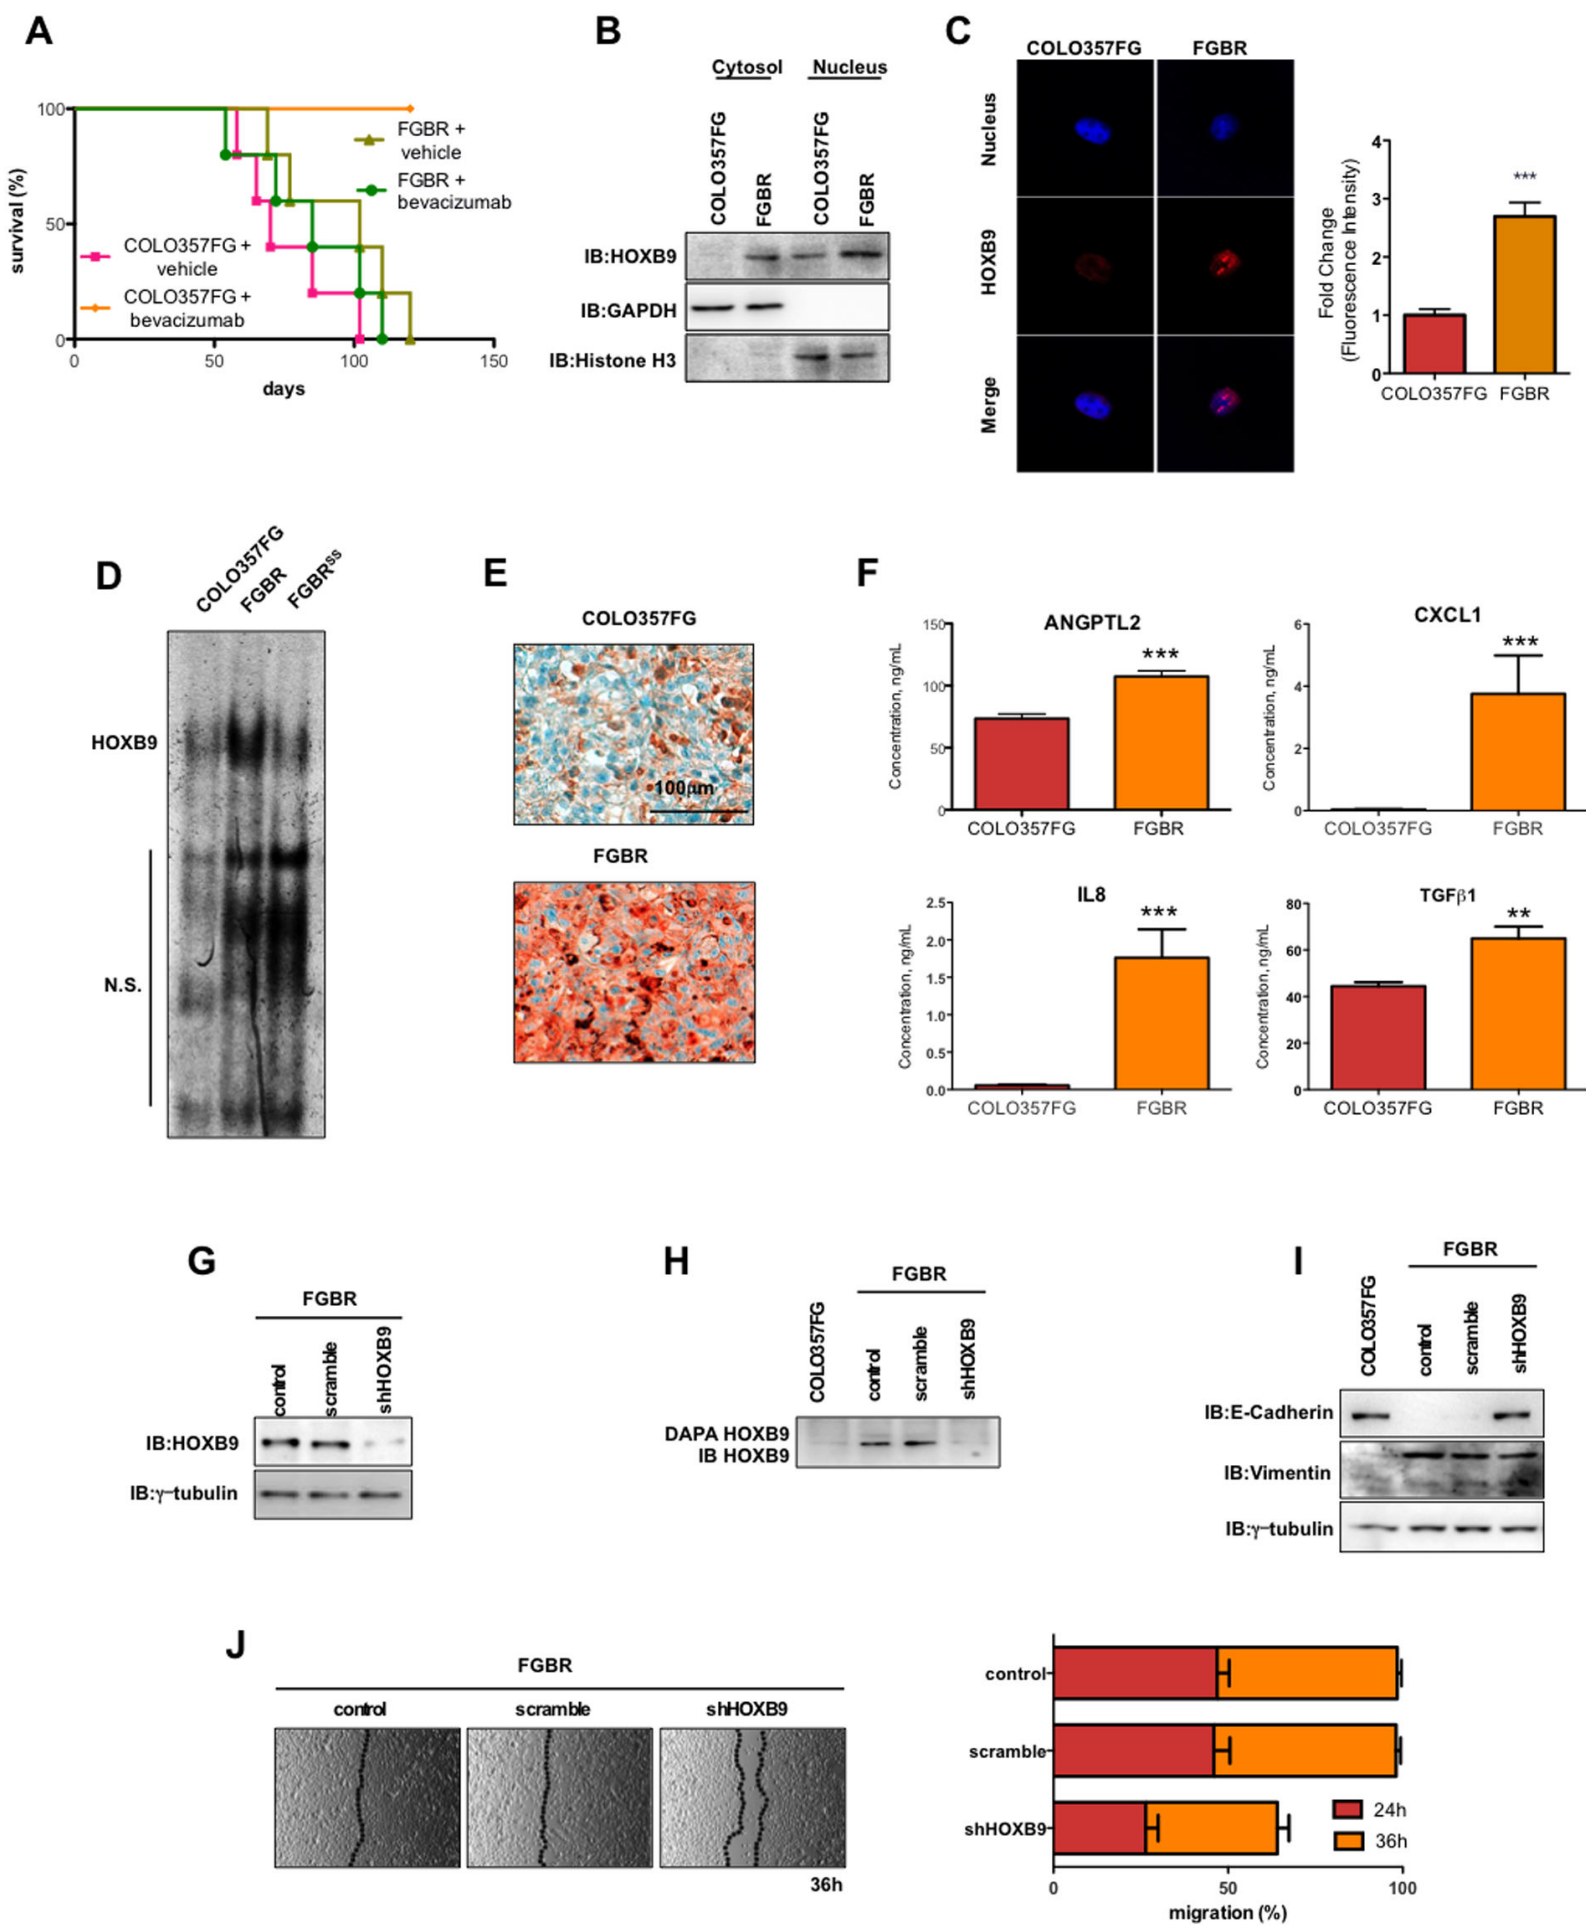 A
survival (%)
100
50
0
0
50
100
150
days
FGBR +
vehicle
FGBR +
bevacizumab
COLO357FG +
vehicle
COLO357FG +
bevacizumab
B
Cytosol
Nucleus
COLO357FG
FGBR
COLO357FG
FGBR
IB:HOXB9
IB:GAPDH
IB:Histone H3
C
COLO357FG
FGBR
Nucleus
HOXB9
Merge
Fold Change
(Fluorescence Intensity)
4
3
2
1
0
***
COLO357FG
FGBR
D
COLO357FG
FGBR
FGBRSS
HOXB9
N.S.
E
COLO357FG
100µm
FGBR
F
ANGPTL2
Concentration, ng/mL
150
100
50
0
***
COLO357FG
FGBR
CXCL1
Concentration, ng/mL
6
4
2
0
***
COLO357FG
FGBR
IL8
Concentration, ng/mL
2.5
2.0
1.5
1.0
0.5
0.0
***
COLO357FG
FGBR
TGFβ1
Concentration, ng/mL
80
60
40
20
0
**
COLO357FG
FGBR
G
FGBR
control
scramble
shHOXB9
IB:HOXB9
IB:γ–tubulin
H
FGBR
COLO357FG
control
scramble
shHOXB9
DAPA HOXB9
IB HOXB9
I
FGBR
COLO357FG
control
scramble
shHOXB9
IB:E-Cadherin
IB:Vimentin
IB:γ–tubulin
J
FGBR
control
scramble
shHOXB9
36h
control
scramble
shHOXB9
24h
36h
0
50
100
migration (%)